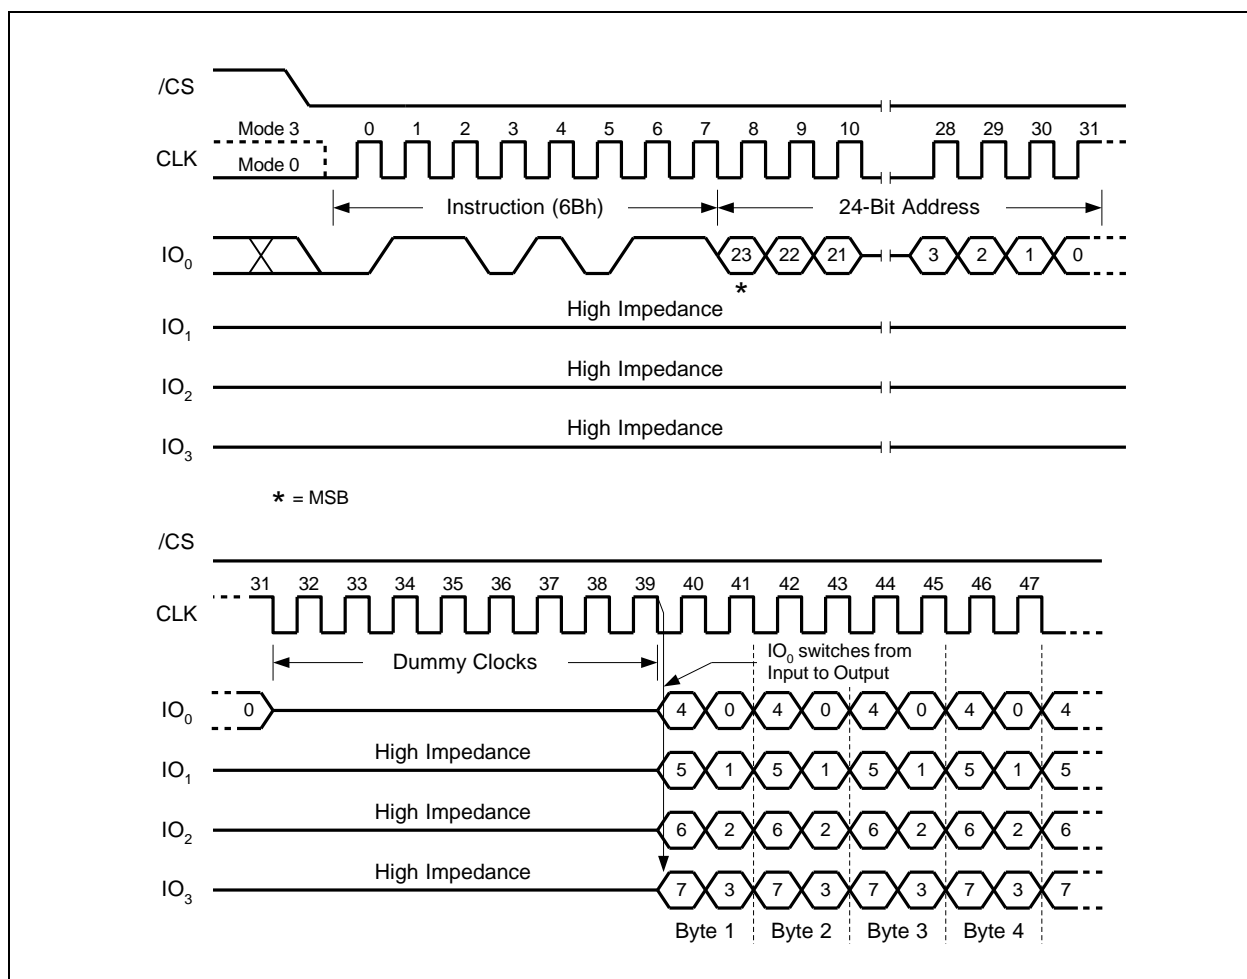 /CS
Mode 3 0 1 2 3 4 5 6 7 8 9 10 28 29 30 31
CLK Mode 0
Instruction (6Bh) 24-Bit Address
IO0 23 22 21 3 2 1 0
*
High Impedance
IO1
High Impedance
IO2
High Impedance
IO3
* = MSB
/CS
31 32 33 34 35 36 37 38 39 40 41 42 43 44 45 46 47
CLK
Dummy Clocks IO0 switches from
Input to Output
IO0 0 4 0 4 0 4 0 4 0 4
High Impedance
IO1 5 1 5 1 5 1 5 1 5
High Impedance
IO2 6 2 6 2 6 2 6 2 6
High Impedance
IO3 7 3 7 3 7 3 7 3 7
Byte 1 Byte 2 Byte 3 Byte 4